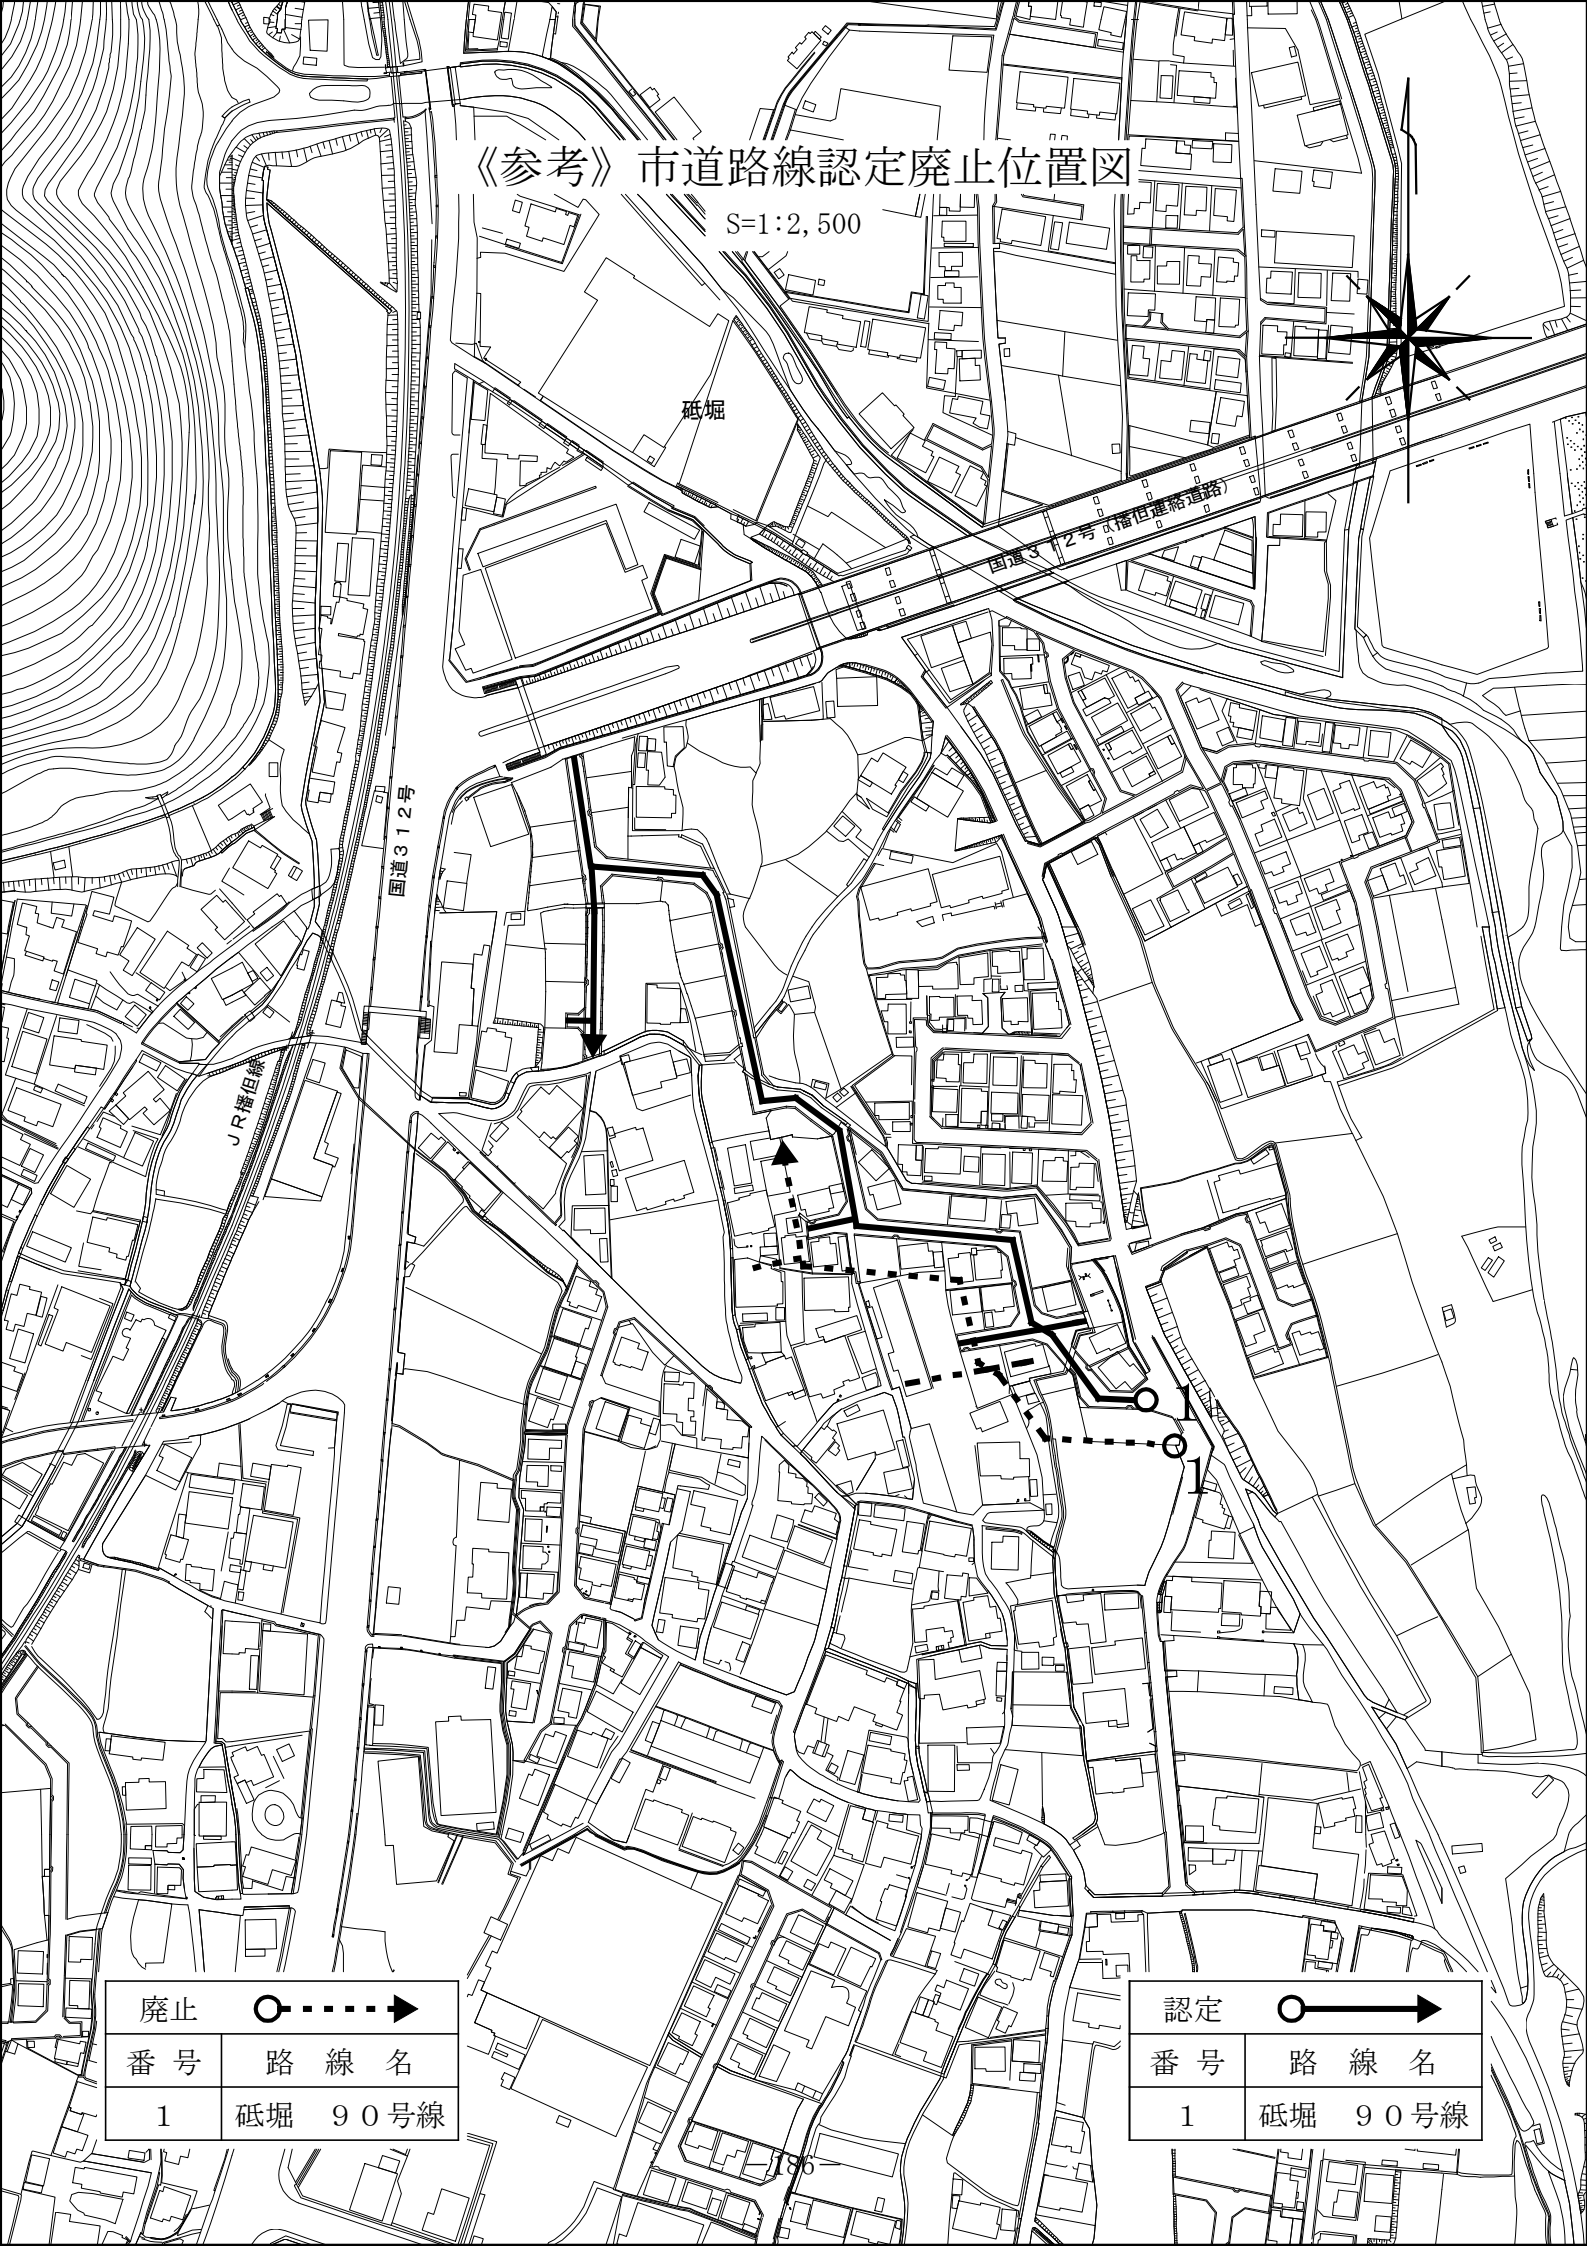 《参考》市道路線認定廃止位置図
S=1:2,500
砥堀
国道３１２号（播但連絡道路）
国道３１２号
ＪＲ播但線
1
1
廃止
番 号 路 線 名
1 砥堀 ９０号線
認定
番 号 路 線 名
1 砥堀 ９０号線
－186－